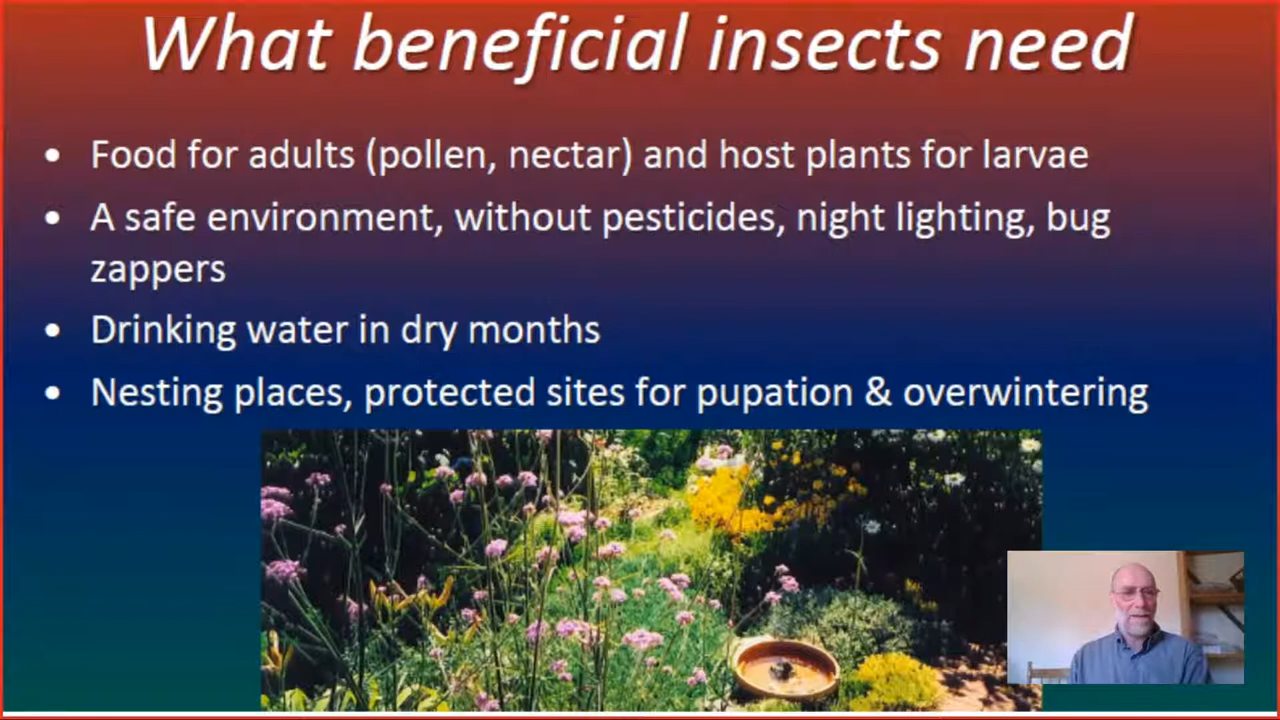 What beneficial insects need
• Food for adults (pollen, nectar) and host plants for larvae
• A safe environment, without pesticides, night lighting, bug
zappers
• Drinking water in dry months
• Nesting places, protected sites for pupation & overwintering